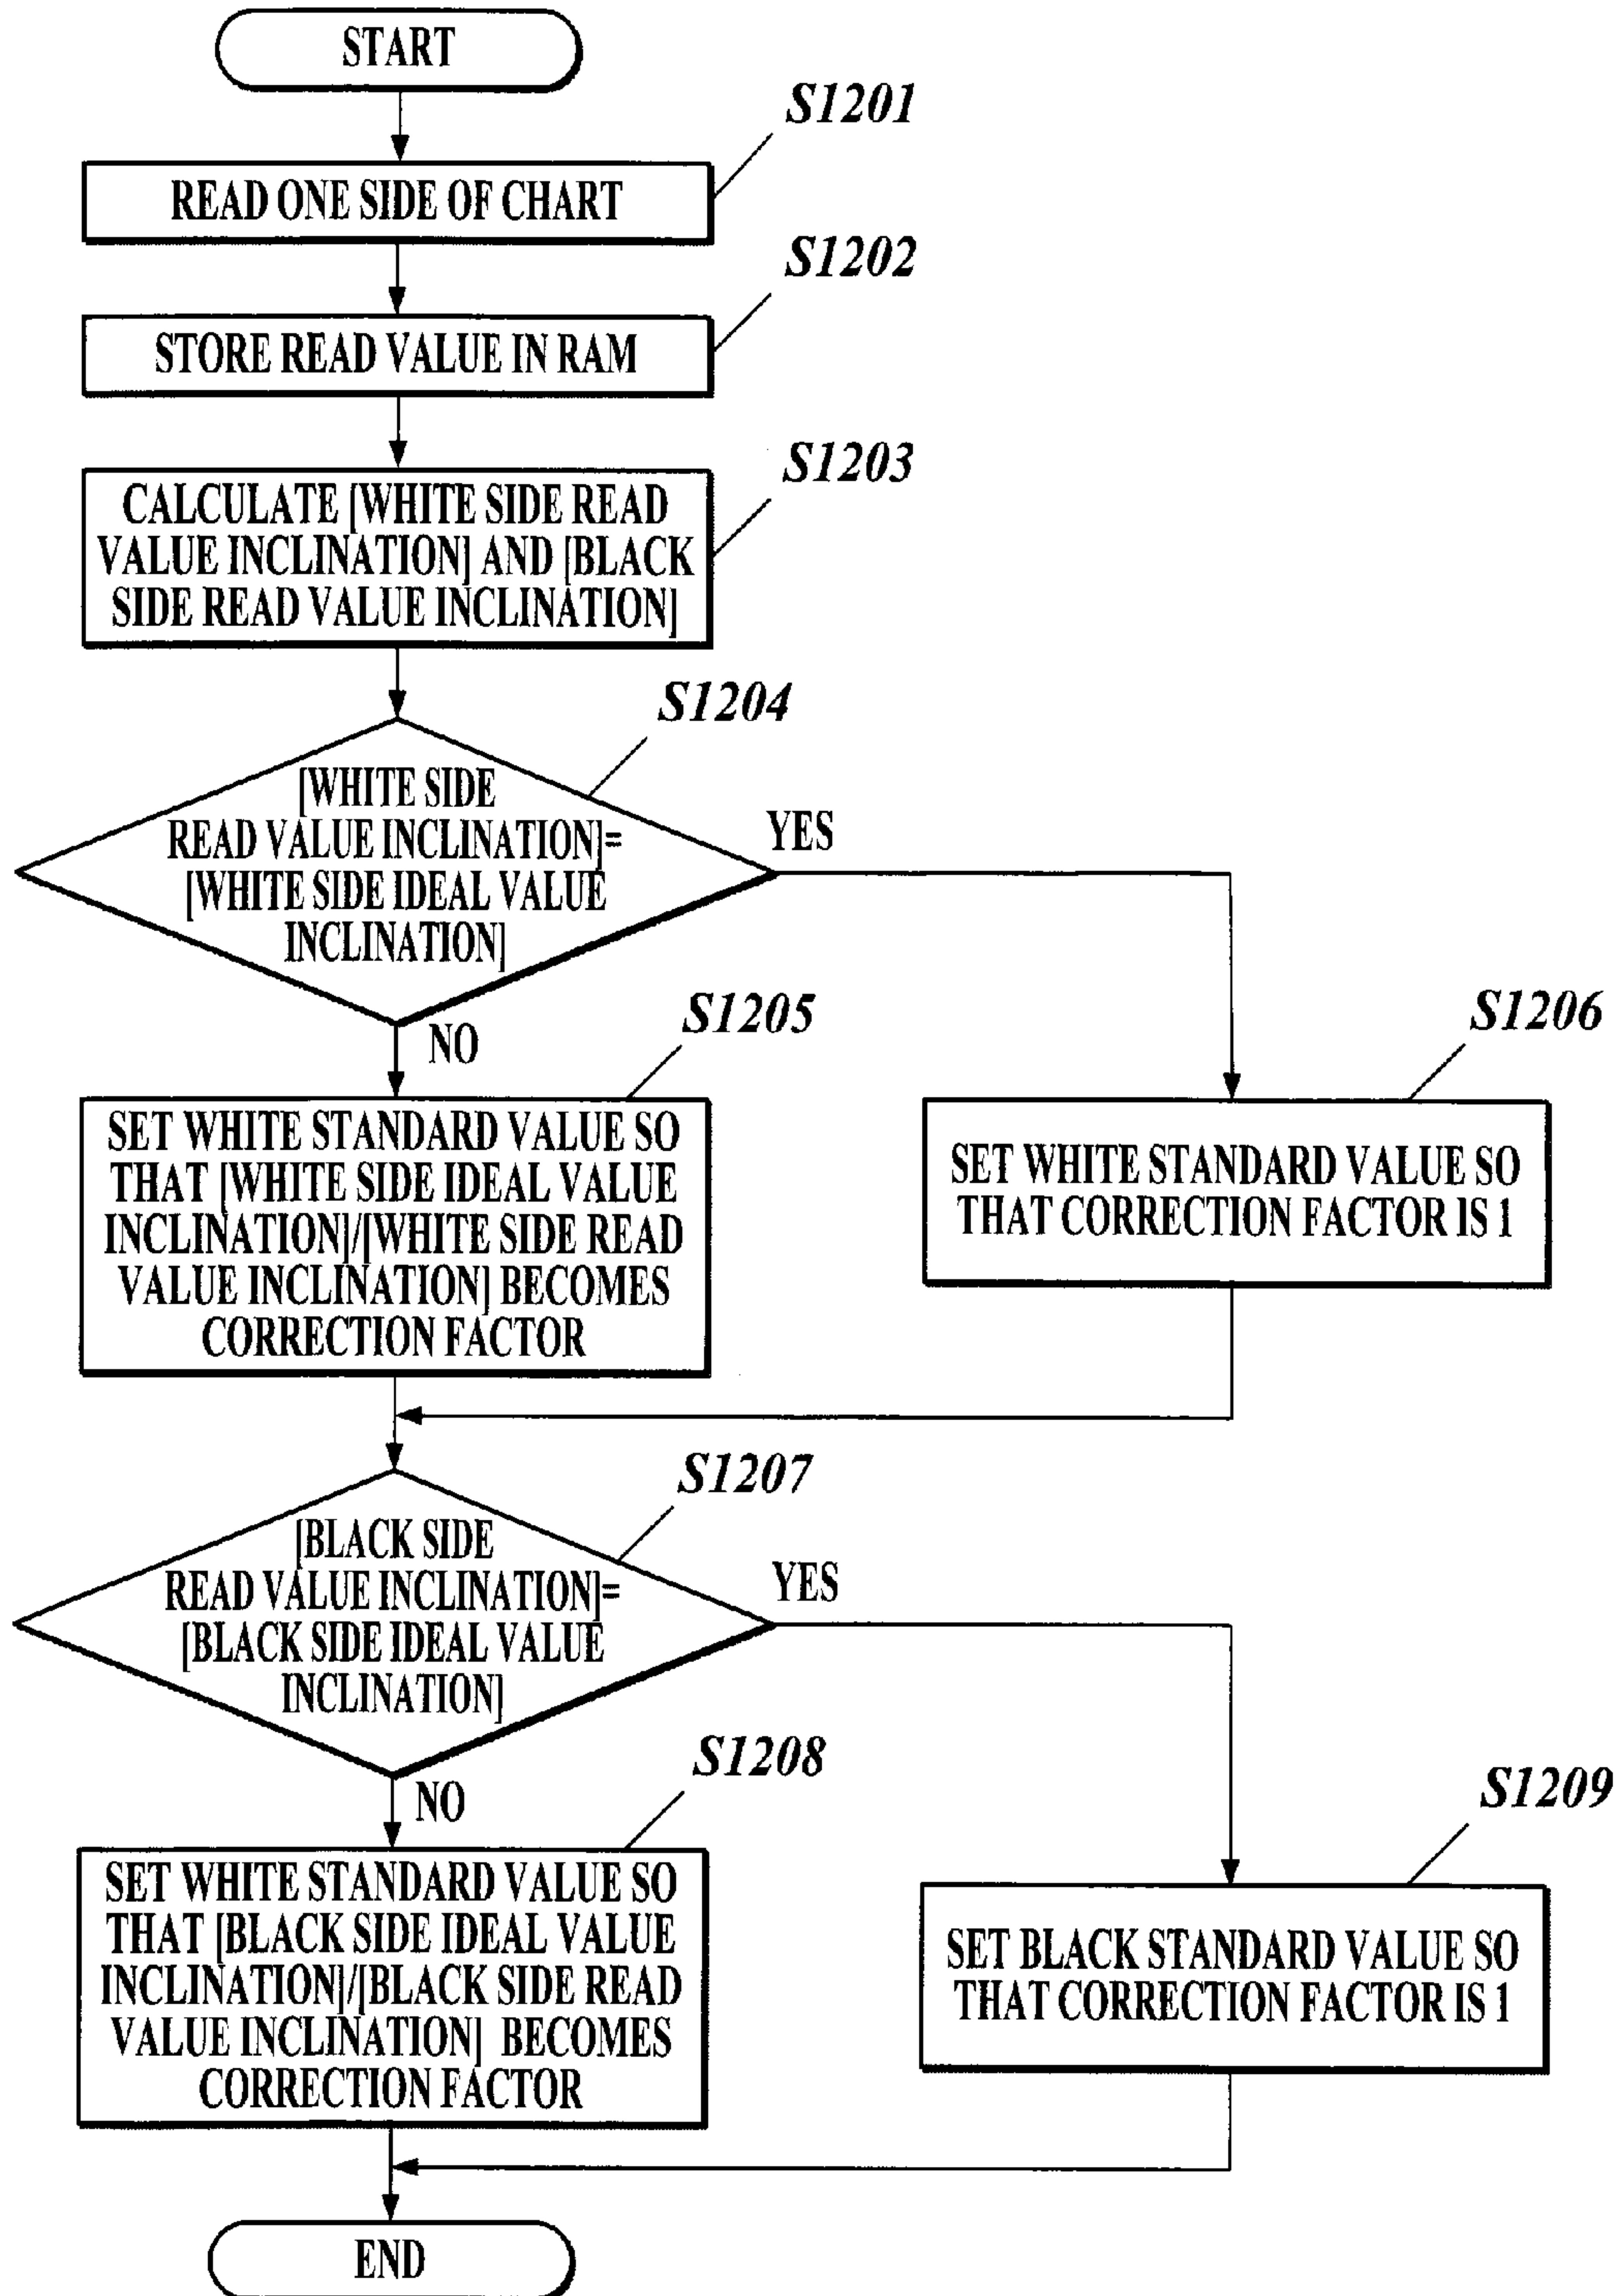 START
S1201
READ ONE SIDE OF CHART
S1202
STORE READ VALUE IN RAM
S1203
CALCULATE [WHITE SIDE READ
VALUE INCLINATION] AND [BLACK
SIDE READ VALUE INCLINATION]
S1204
[WHITE SIDE
READ VALUE INCLINATION]=
[WHITE SIDE IDEAL VALUE
INCLINATION]
YES
NO
S1205
SET WHITE STANDARD VALUE SO
THAT [WHITE SIDE IDEAL VALUE
INCLINATION]/[WHITE SIDE READ
VALUE INCLINATION] BECOMES
CORRECTION FACTOR
S1206
SET WHITE STANDARD VALUE SO
THAT CORRECTION FACTOR IS 1
S1207
[BLACK SIDE
READ VALUE INCLINATION]=
[BLACK SIDE IDEAL VALUE
INCLINATION]
YES
NO
S1208
SET WHITE STANDARD VALUE SO
THAT [BLACK SIDE IDEAL VALUE
INCLINATION]/[BLACK SIDE READ
VALUE INCLINATION] BECOMES
CORRECTION FACTOR
S1209
SET BLACK STANDARD VALUE SO
THAT CORRECTION FACTOR IS 1
END